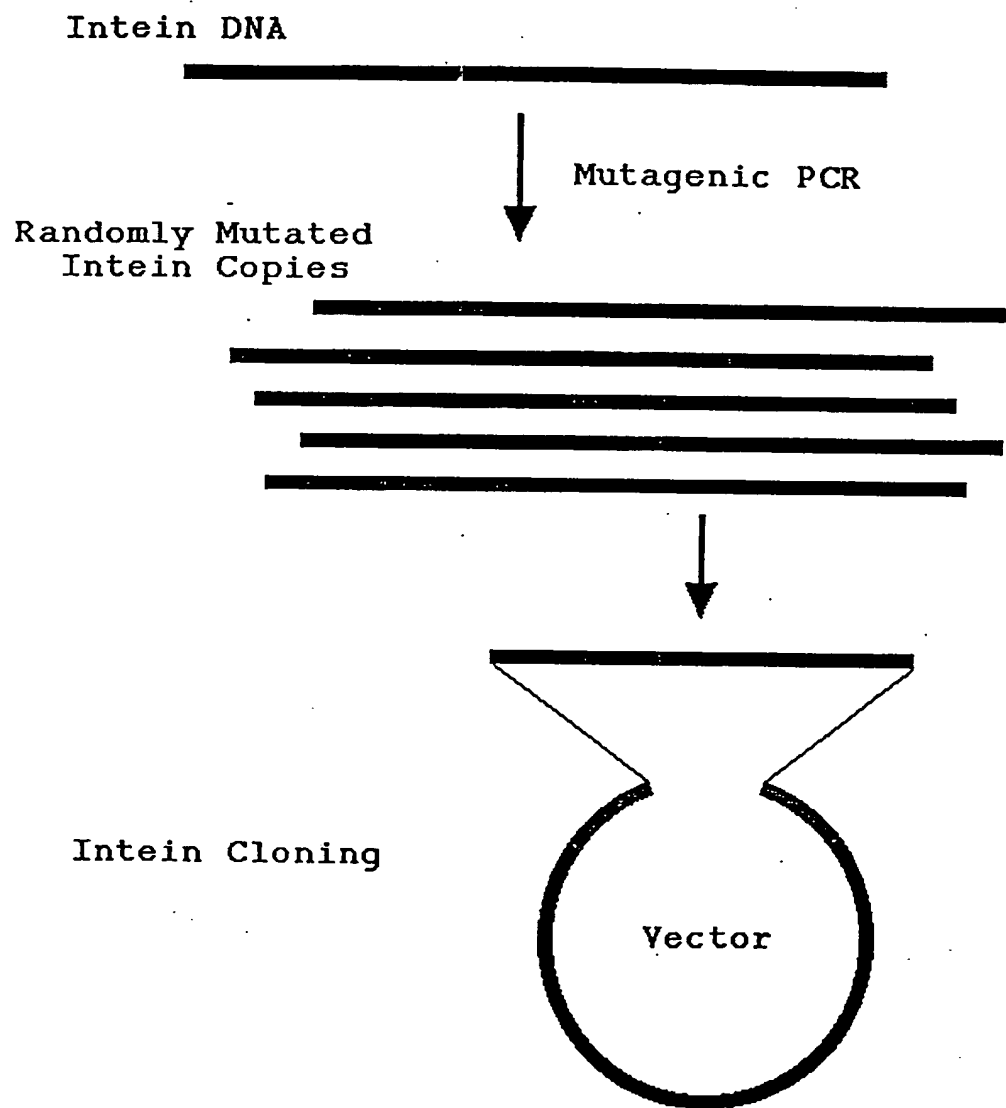 Intein DNA
Mutagenic PCR
Randomly Mutated
Intein Copies
Intein Cloning
Vector